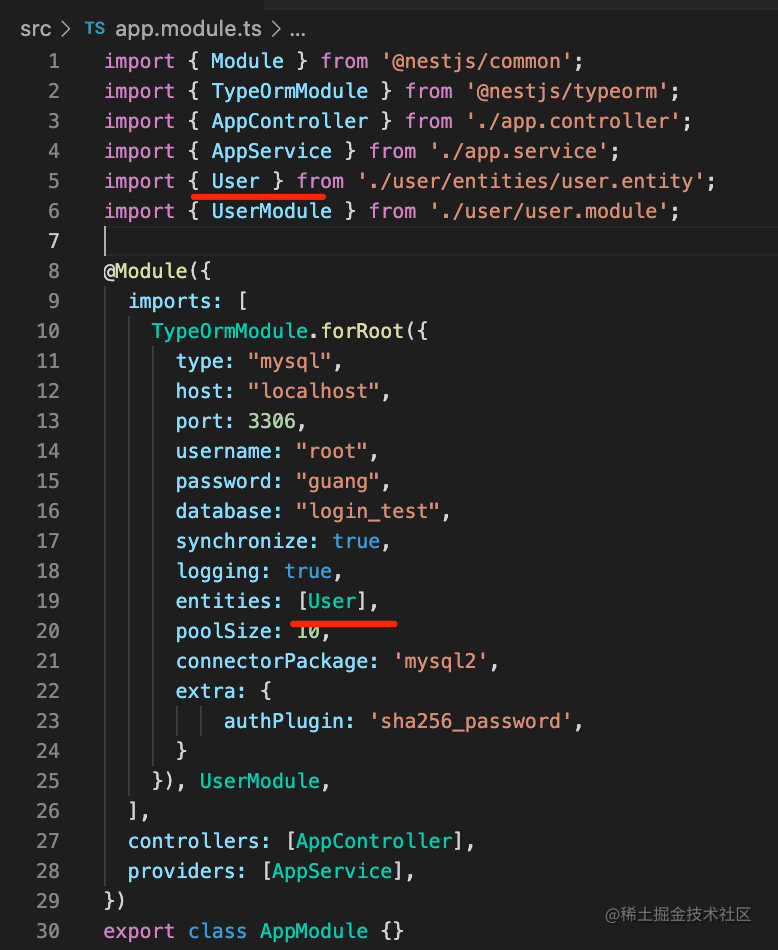 src > TS app.module.ts > ...
1 import { Module } from '@nestjs/common';
2 import { TypeOrmModule } from '@nestjs/typeorm';
3 import { AppController } from './app.controller';
4 import { AppService } from './app.service';
5 import { User } from './user/entities/user.entity';
6 import { UserModule } from './user/user.module';
7
8 @Module({
9   imports: [
10     TypeOrmModule.forRoot({
11       type: "mysql",
12       host: "localhost",
13       port: 3306,
14       username: "root",
15       password: "guang",
16       database: "login_test",
17       synchronize: true,
18       logging: true,
19       entities: [User],
20       poolSize: 10,
21       connectorPackage: 'mysql2',
22       extra: {
23           authPlugin: 'sha256_password',
24       }
25     }), UserModule,
26   ],
27   controllers: [AppController],
28   providers: [AppService],
29 })
30 export class AppModule {}
@稀土掘金技术社区